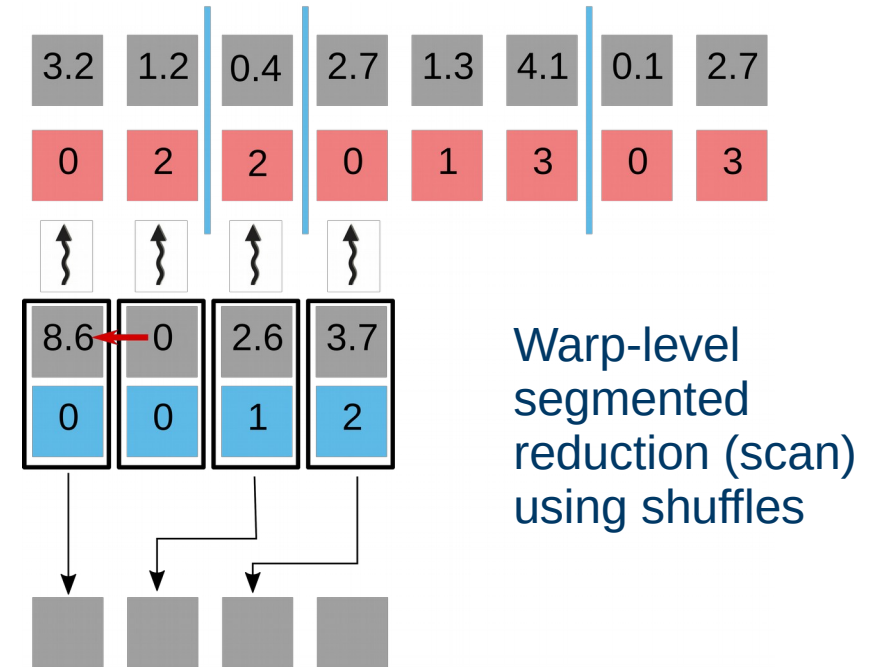 3.2 1.2 0.4 2.7 1.3 4.1 0.1 2.7
0 2 2 0 1 3 0 3
8.6 0 2.6 3.7
0 0 1 2
Warp-level
segmented
reduction (scan)
using shuffles